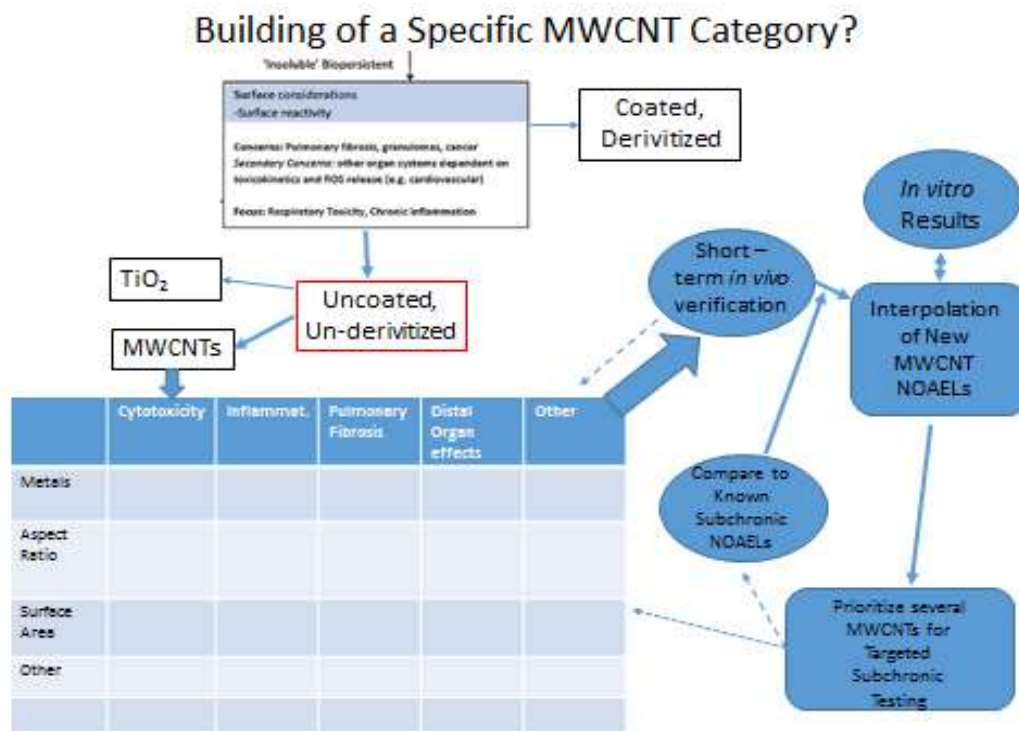 Building of a Specific MWCNT Category?
'Insoluble' Biopersistent
Surface considerations
-Surface reactivity
Concerns: Pulmonary fibrosis, granulomas, cancer
Secondary Concerns: other organ systems dependent on
toxicokinetics and ROS release (e.g. cardiovascular)
Focus: Respiratory Toxicity, Chronic inflammation
Coated,
Derivitized
TiO₂
Uncoated,
Un-derivitized
MWCNTs
Short –
term in vivo
verification
In vitro
Results
Interpolation
of New
MWCNT
NOAELs
Compare to
Known
Subchronic
NOAELs
Prioritize several
MWCNTs for
Targeted
Subchronic
Testing
Cytotoxicity
Inflammet.
Pulmonary
Fibrosis
Distal
Organ
effects
Other
Metals
Aspect
Ratio
Surface
Area
Other